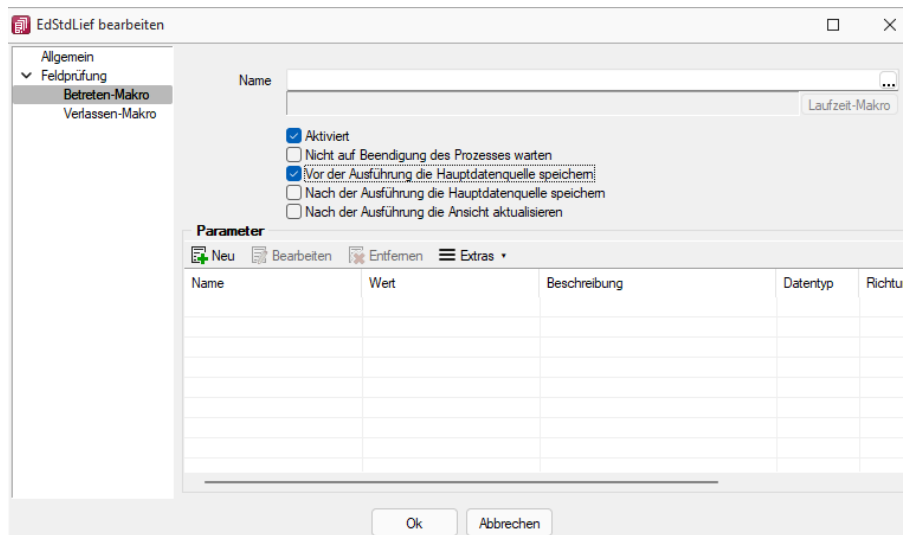 EdStdLief bearbeiten
Allgemein
Feldprüfung
Betreten-Makro
Verlassen-Makro
Name
...
Laufzeit-Makro
Aktiviert
Nicht auf Beendigung des Prozesses warten
Vor der Ausführung die Hauptdatenquelle speichern
Nach der Ausführung die Hauptdatenquelle speichern
Nach der Ausführung die Ansicht aktualisieren
Parameter
Neu Bearbeiten Entfernen Extras
Name Wert Beschreibung Datentyp Richtu
Ok Abbrechen